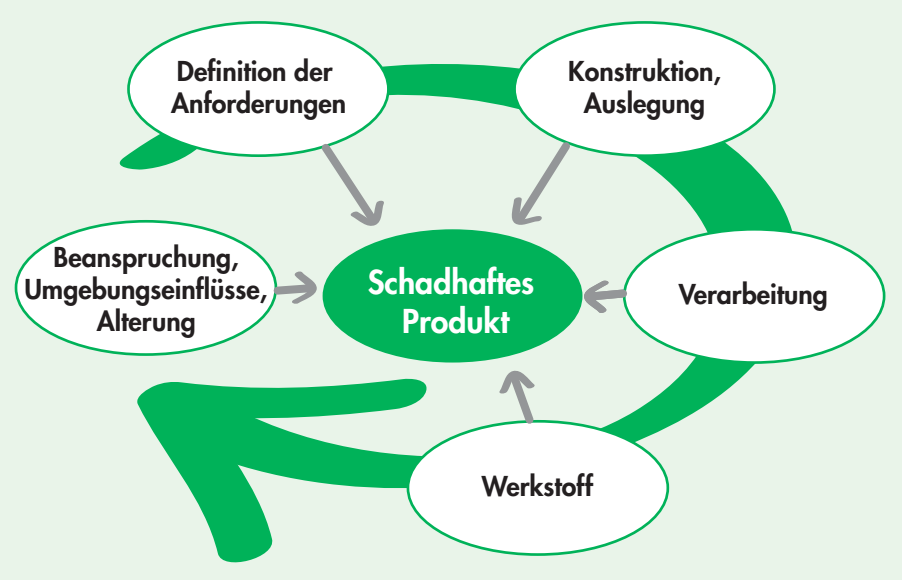 Definition der
Anforderungen
Konstruktion,
Auslegung
Beanspruchung,
Umgebungseinflüsse,
Alterung
Schadhaftes
Produkt
Verarbeitung
Werkstoff